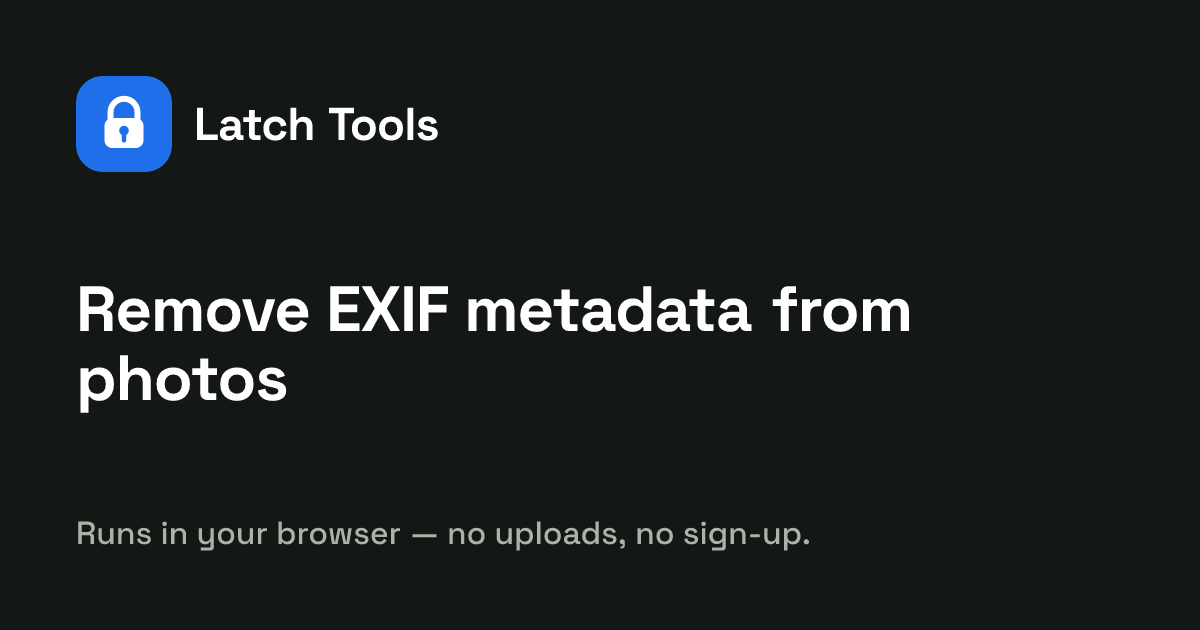 Latch Tools
Remove EXIF metadata from
photos
Runs in your browser — no uploads, no sign-up.